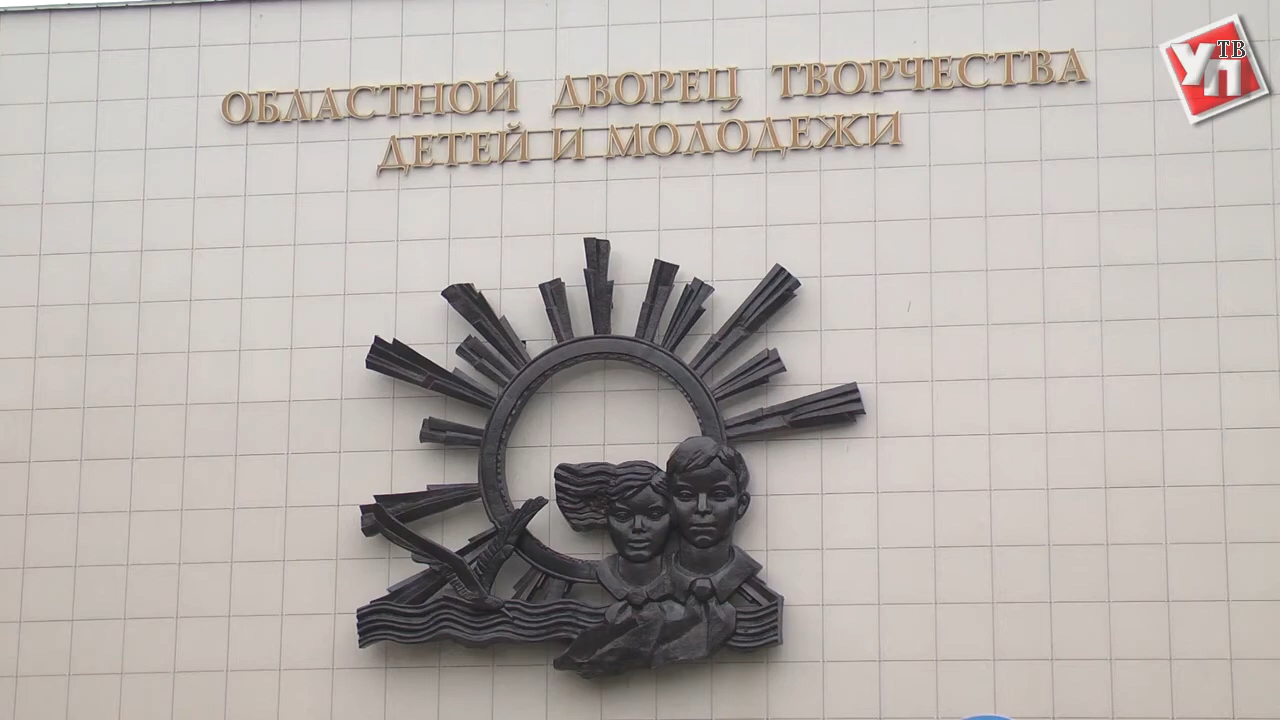 ОБЛАСТНОЙ ДВОРЕЦ ТВОРЧЕСТВА
ДЕТЕЙ И МОЛОДЕЖИ
УП ТВ